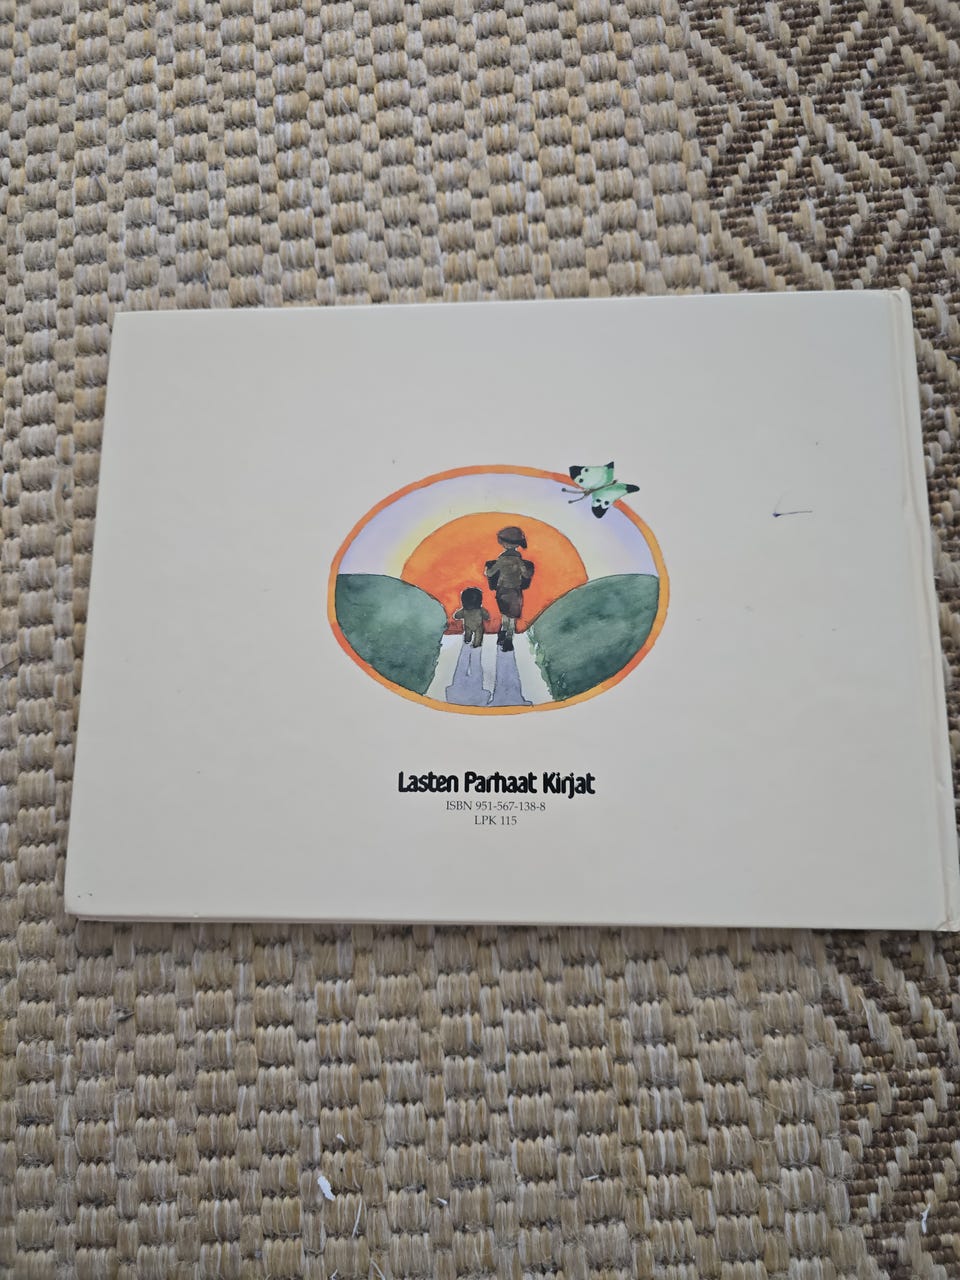 Lasten Parhaat Kirjat
ISBN 951-567-138-8
LPK 115